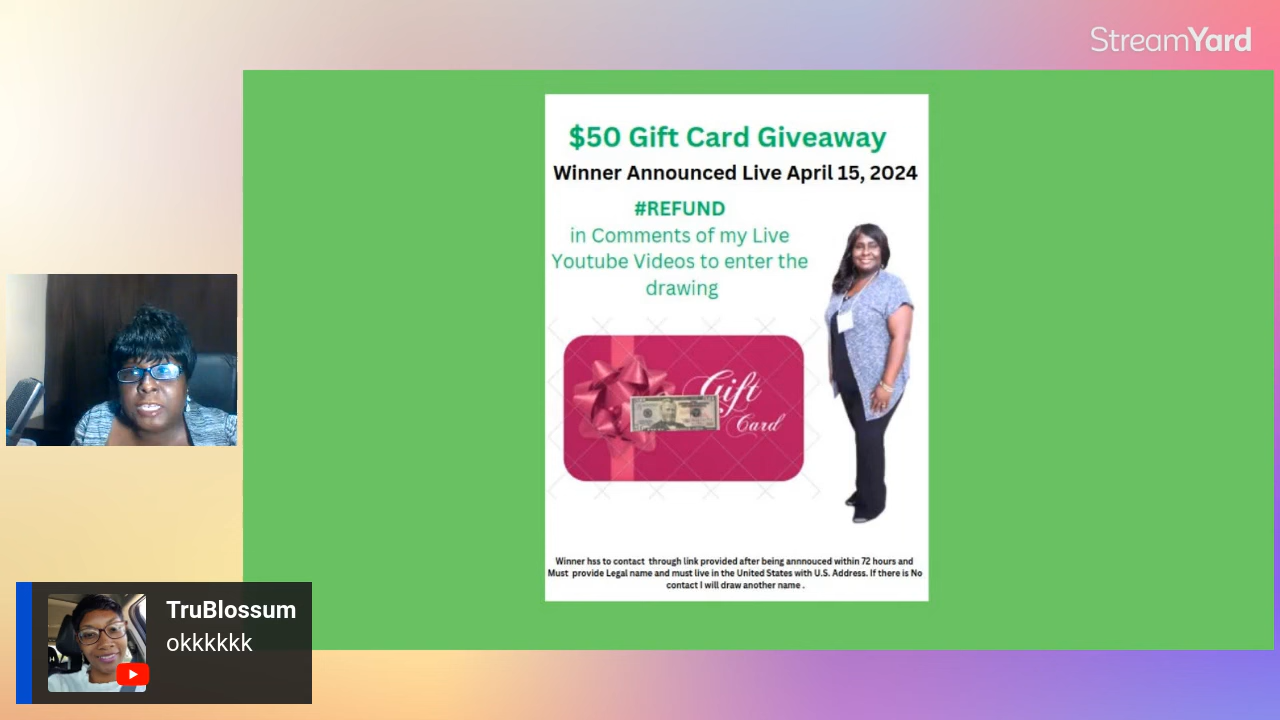 StreamYard
$50 Gift Card Giveaway
Winner Announced Live April 15, 2024
#REFUND
in Comments of my Live
Youtube Videos to enter the
drawing
Gift
Card
Winner hss to contact through link provided after being annnouced within 72 hours and
Must provide Legal name and must live in the United States with U.S. Address. If there is No
contact I will draw another name .
TruBlossum
okkkkkk